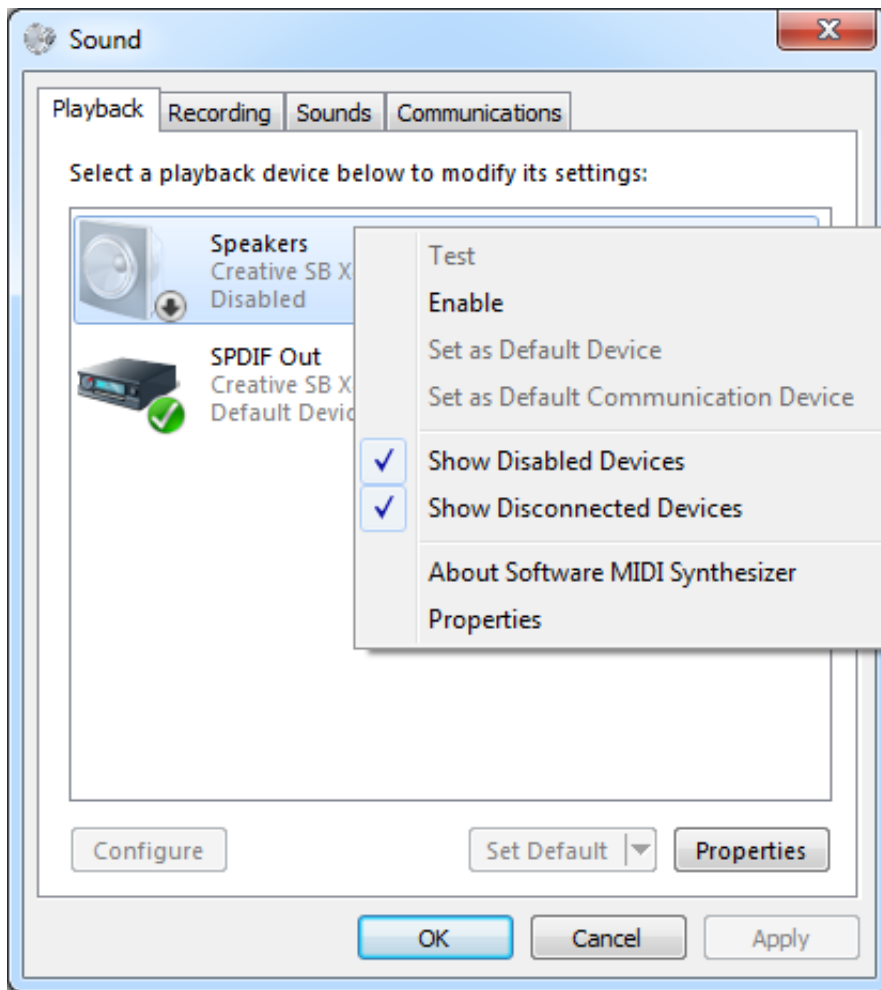 Sound
Playback
Recording
Sounds
Communications
Select a playback device below to modify its settings:
Speakers
Creative SB X
Disabled
SPDIF Out
Creative SB X
Default Devic
Test
Enable
Set as Default Device
Set as Default Communication Device
Show Disabled Devices
Show Disconnected Devices
About Software MIDI Synthesizer
Properties
Configure
Set Default
Properties
OK
Cancel
Apply